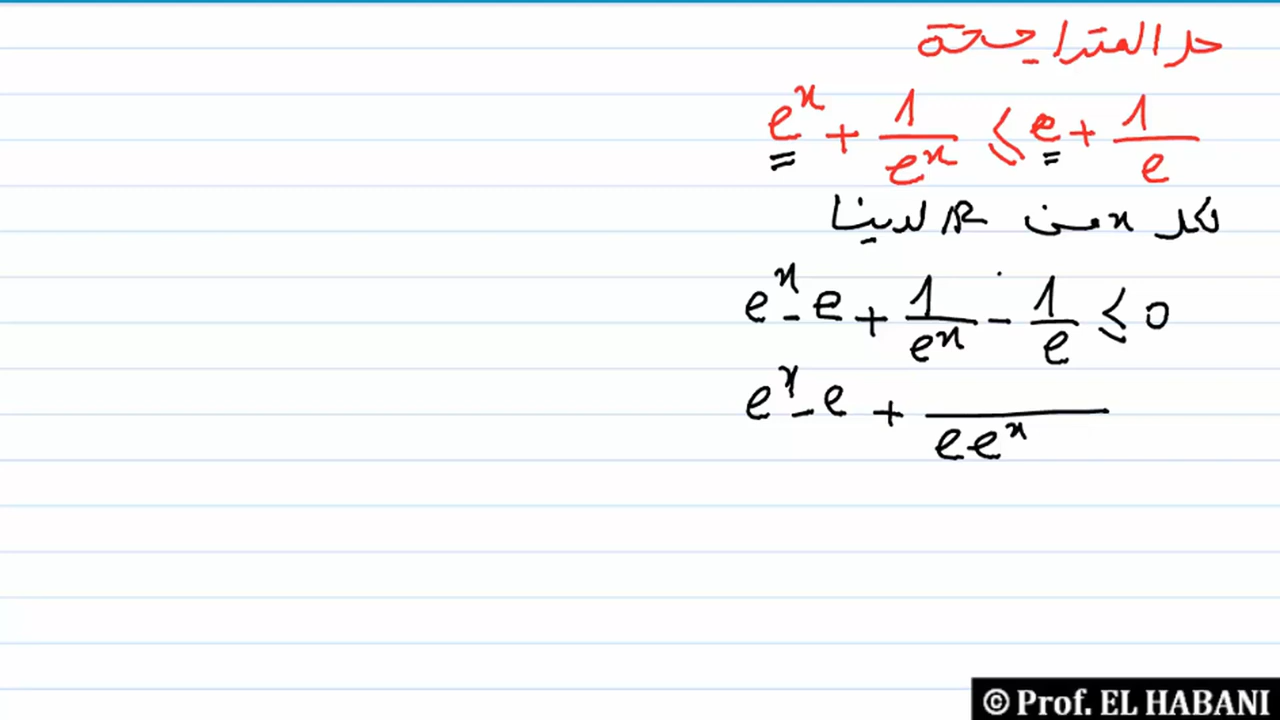 حل المتراجحة
e^x + 1/e^x ≤ e + 1/e
لكل x من ℝ لدينا
e^x - e + 1/e^x - 1/e ≤ 0
e^x - e + ——/ee^x
© Prof. EL HABANI